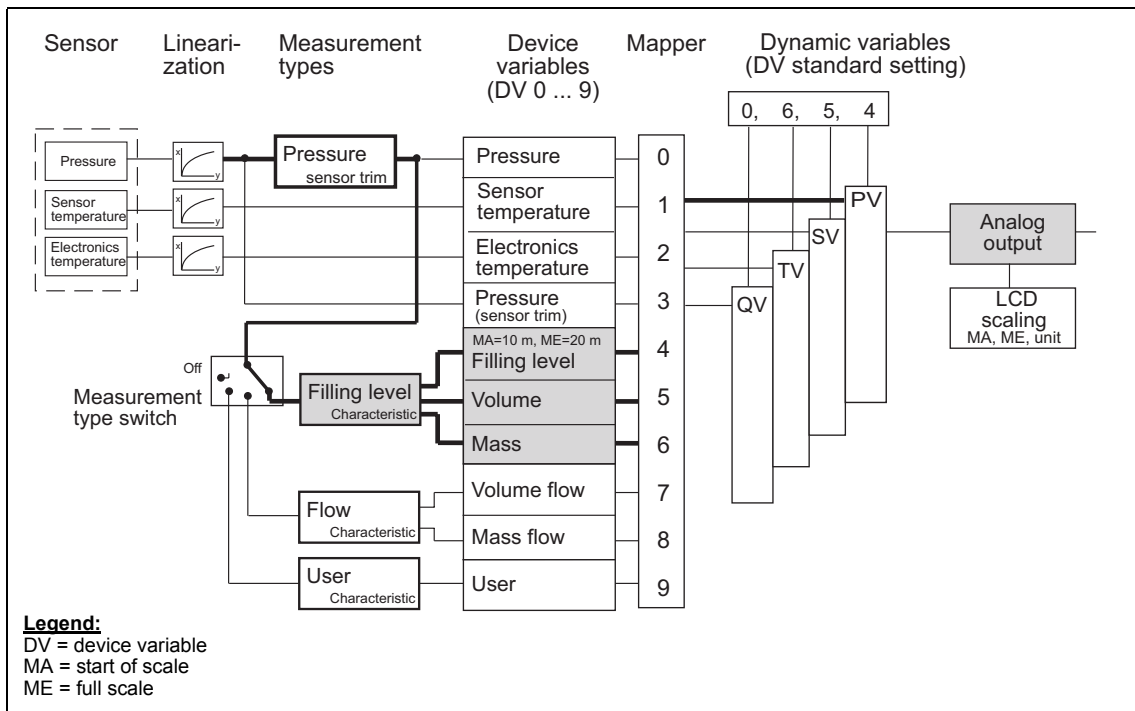 Sensor
Lineari-
zation
Measurement
types
Device
variables
(DV 0 ... 9)
Mapper
Dynamic variables
(DV standard setting)
0, 6, 5, 4
Pressure
Sensor
temperature
Electronics
temperature
x
y
x
y
x
y
Pressure
sensor trim
Pressure
Sensor
temperature
Electronics
temperature
Pressure
(sensor trim)
MA=10 m, ME=20 m
Filling level
Volume
Mass
Volume flow
Mass flow
User
0
1
2
3
4
5
6
7
8
9
PV
SV
TV
QV
Analog
output
LCD
scaling
MA, ME, unit
Off
Measurement
type switch
Filling level
Characteristic
Flow
Characteristic
User
Characteristic
Legend:
DV = device variable
MA = start of scale
ME = full scale